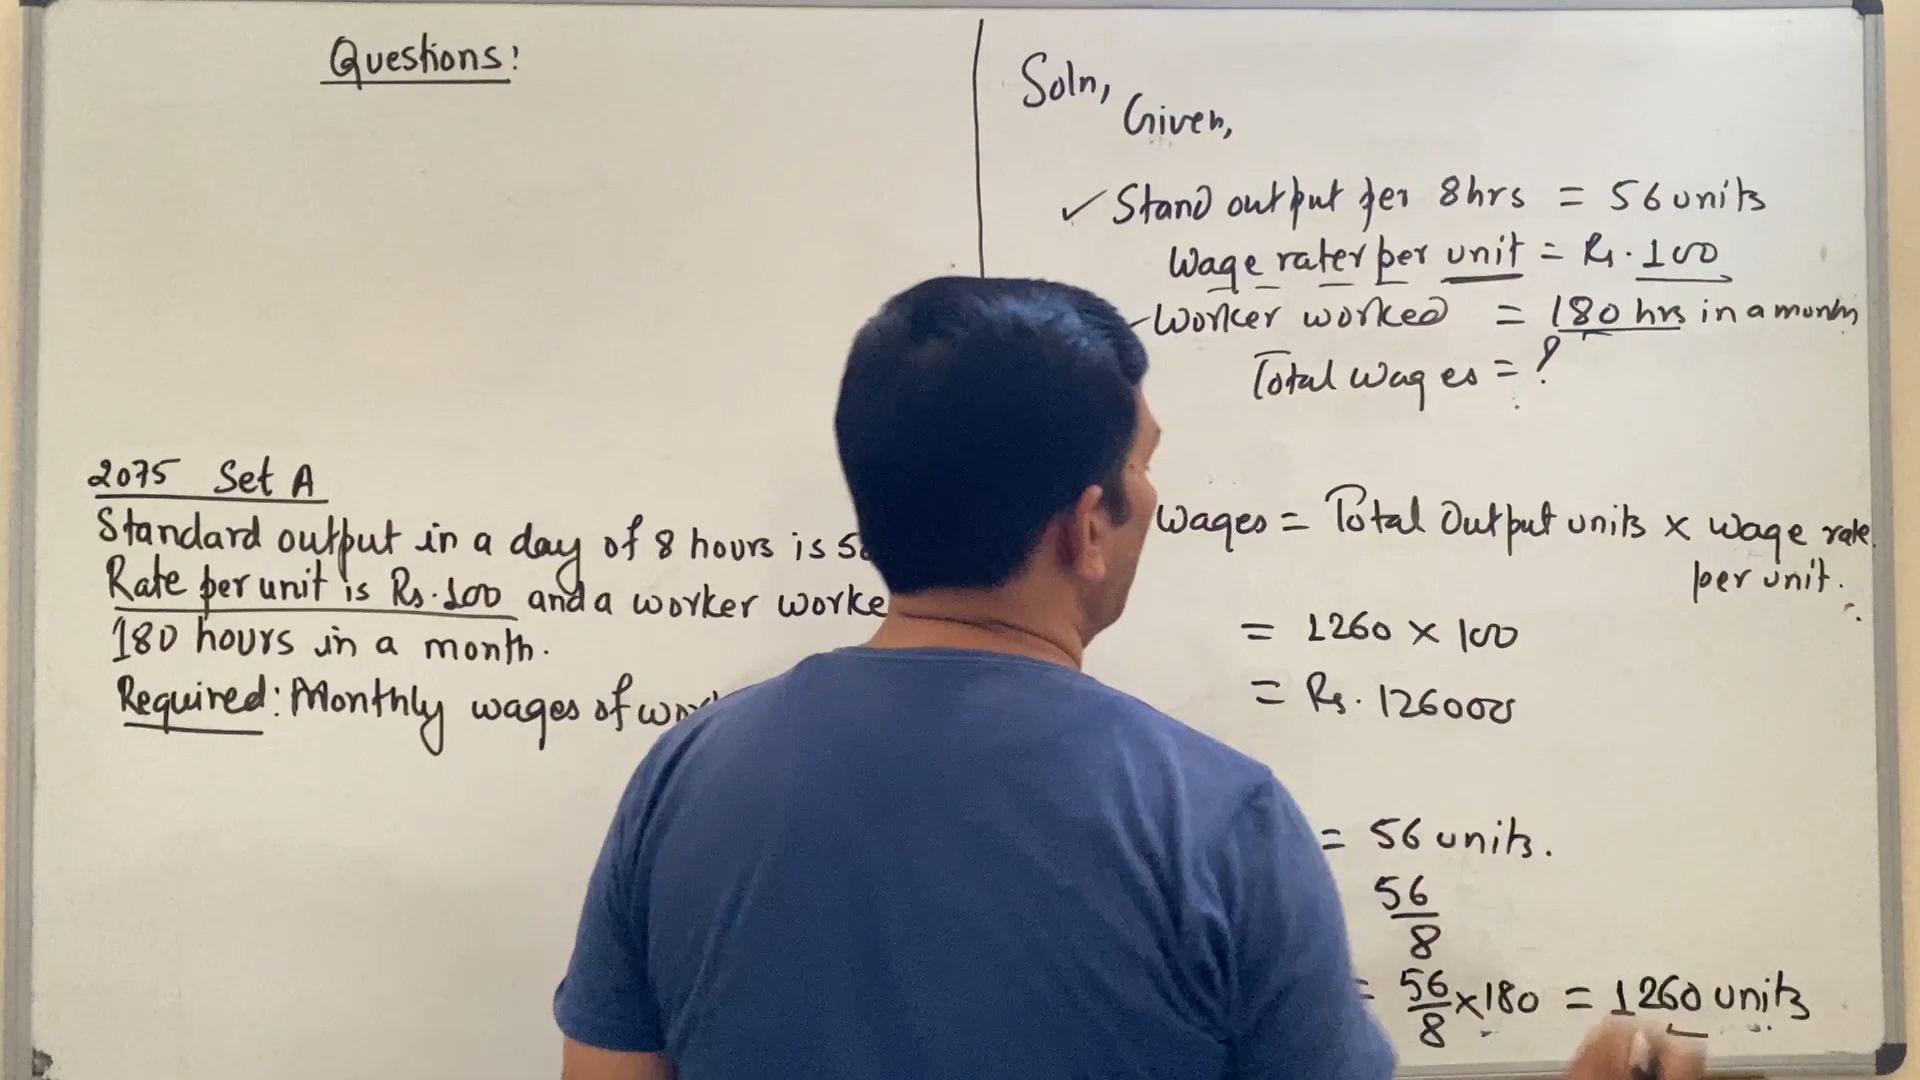 Questions:
2075 Set A
Standard output in a day of 8 hours is
Rate per unit is Rs. 100 and a worker worke
180 hours in a month.
Required: Monthly wages of
Soln,
Given,
✓ Stand output per 8hrs = 56 units
Wage rater per unit = Rs. 100
Worker worked = 180 hrs in a month
Total wages = ?
wages = Total Output units × wage rate
per unit.
= 1260 × 100
= Rs. 126000
= 56 units.
56
8
= 56/8 × 180 = 1260 units